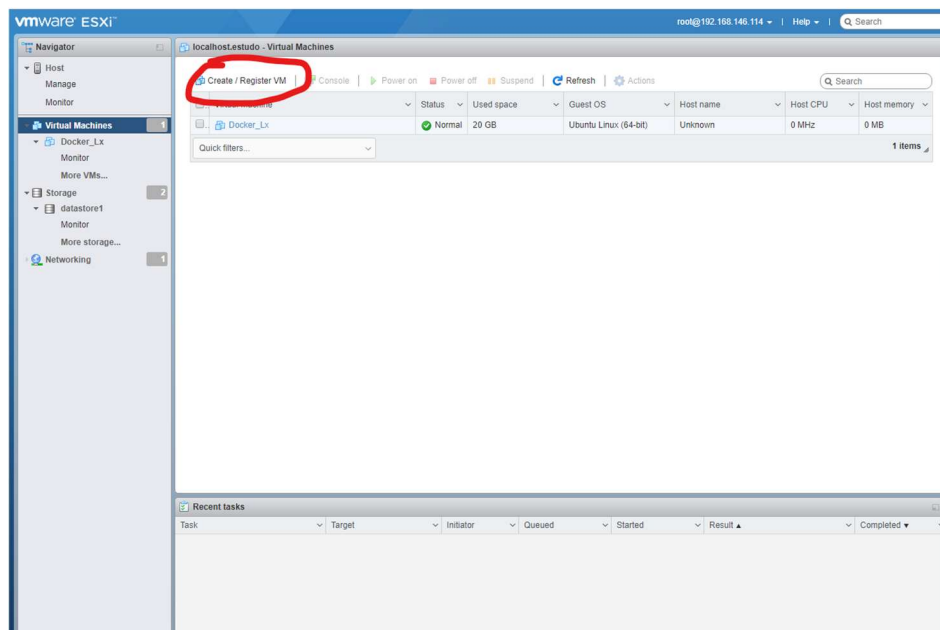 vmware ESXi™
root@192.168.146.114 | Help | Search
Navigator
Host
Manage
Monitor
Virtual Machines 1
Docker_Lx
Monitor
More VMs...
Storage 2
datastore1
Monitor
More storage...
Networking 1
localhost.estudo - Virtual Machines
Create / Register VM | Console | Power on Power off Suspend | Refresh | Actions
Search
Virtual machine Status Used space Guest OS Host name Host CPU Host memory
Docker_Lx Normal 20 GB Ubuntu Linux (64-bit) Unknown 0 MHz 0 MB
Quick filters... 1 items
Recent tasks
Task Target Initiator Queued Started Result Completed